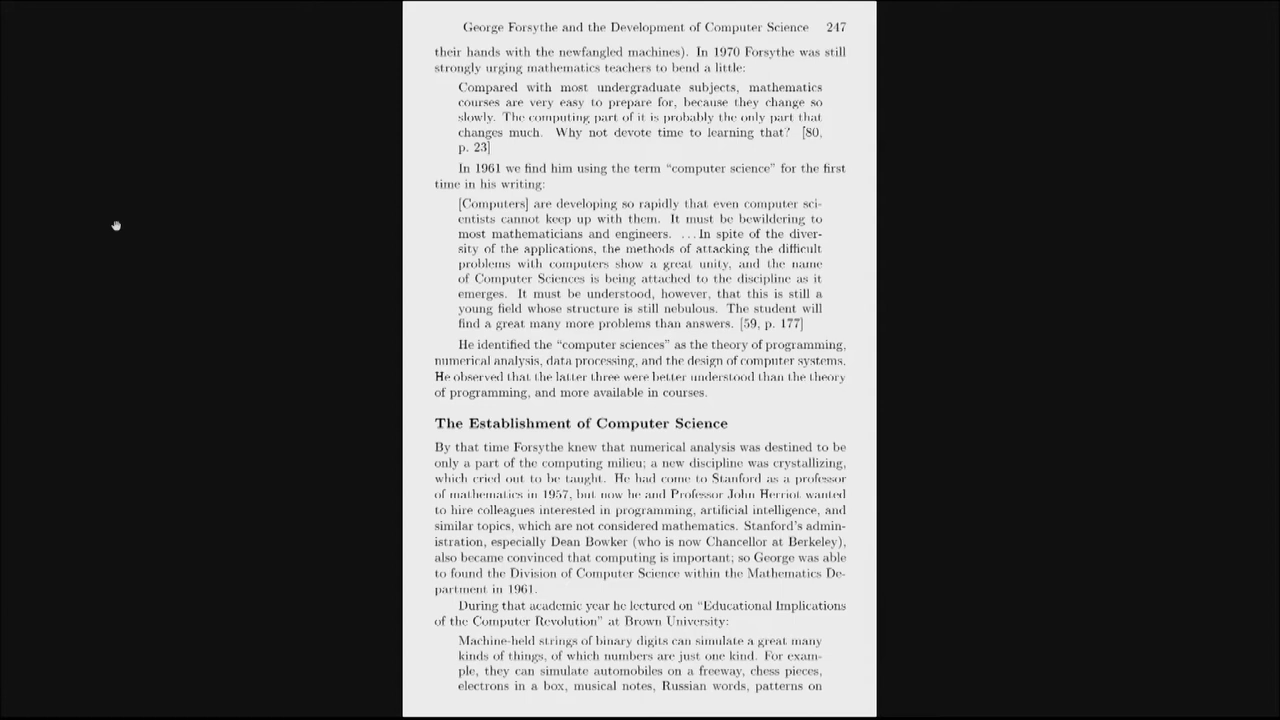 George Forsythe and the Development of Computer Science 247
their hands with the newfangled machines). In 1970 Forsythe was still
strongly urging mathematics teachers to bend a little:
Compared with most undergraduate subjects, mathematics
courses are very easy to prepare for, because they change so
slowly. The computing part of it is probably the only part that
changes much. Why not devote time to learning that? [80,
p. 23]
In 1961 we find him using the term “computer science” for the first
time in his writing:
[Computers] are developing so rapidly that even computer sci-
entists cannot keep up with them. It must be bewildering to
most mathematicians and engineers. ...In spite of the diver-
sity of the applications, the methods of attacking the difficult
problems with computers show a great unity, and the name
of Computer Sciences is being attached to the discipline as it
emerges. It must be understood, however, that this is still a
young field whose structure is still nebulous. The student will
find a great many more problems than answers. [59, p. 177]
He identified the “computer sciences” as the theory of programming,
numerical analysis, data processing, and the design of computer systems.
He observed that the latter three were better understood than the theory
of programming, and more available in courses.
The Establishment of Computer Science
By that time Forsythe knew that numerical analysis was destined to be
only a part of the computing milieu; a new discipline was crystallizing,
which cried out to be taught. He had come to Stanford as a professor
of mathematics in 1957, but now he and Professor John Herriot wanted
to hire colleagues interested in programming, artificial intelligence, and
similar topics, which are not considered mathematics. Stanford’s admin-
istration, especially Dean Bowker (who is now Chancellor at Berkeley),
also became convinced that computing is important; so George was able
to found the Division of Computer Science within the Mathematics De-
partment in 1961.
During that academic year he lectured on “Educational Implications
of the Computer Revolution” at Brown University:
Machine-held strings of binary digits can simulate a great many
kinds of things, of which numbers are just one kind. For exam-
ple, they can simulate automobiles on a freeway, chess pieces,
electrons in a box, musical notes, Russian words, patterns on